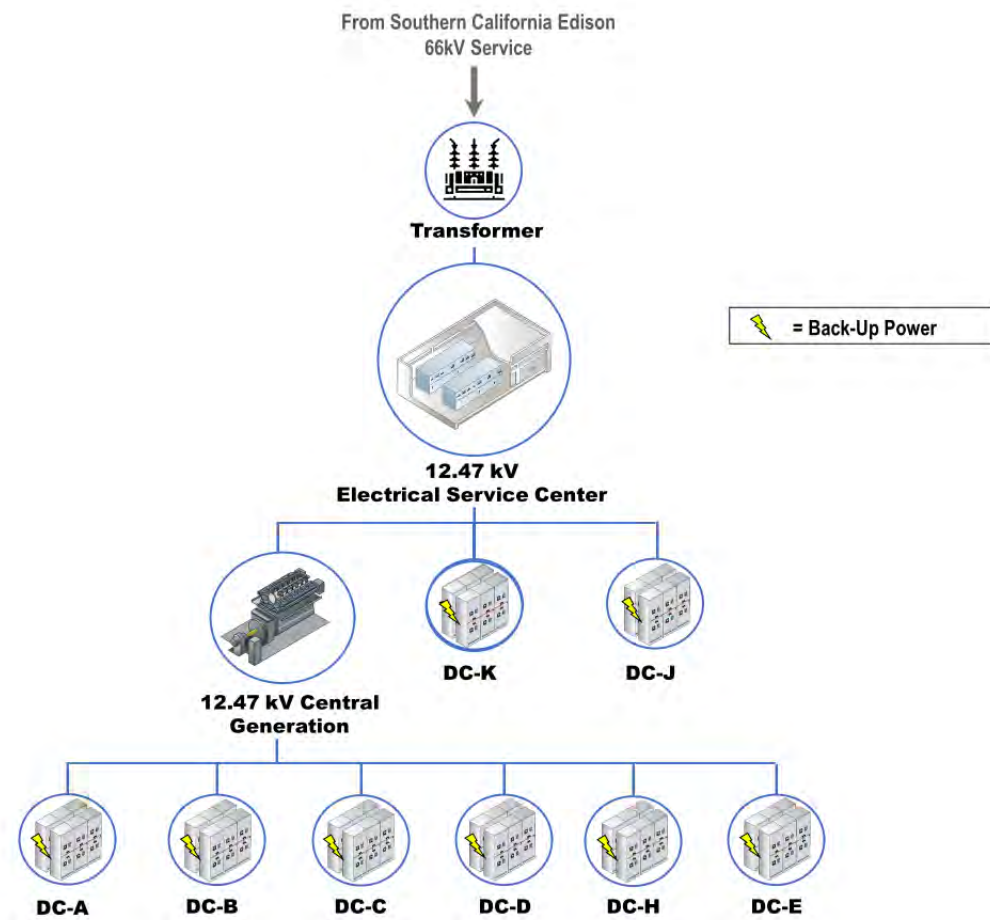 From Southern California Edison
66kV Service
Transformer
= Back-Up Power
12.47 kV
Electrical Service Center
DC-K
DC-J
12.47 kV Central
Generation
DC-A
DC-B
DC-C
DC-D
DC-H
DC-E